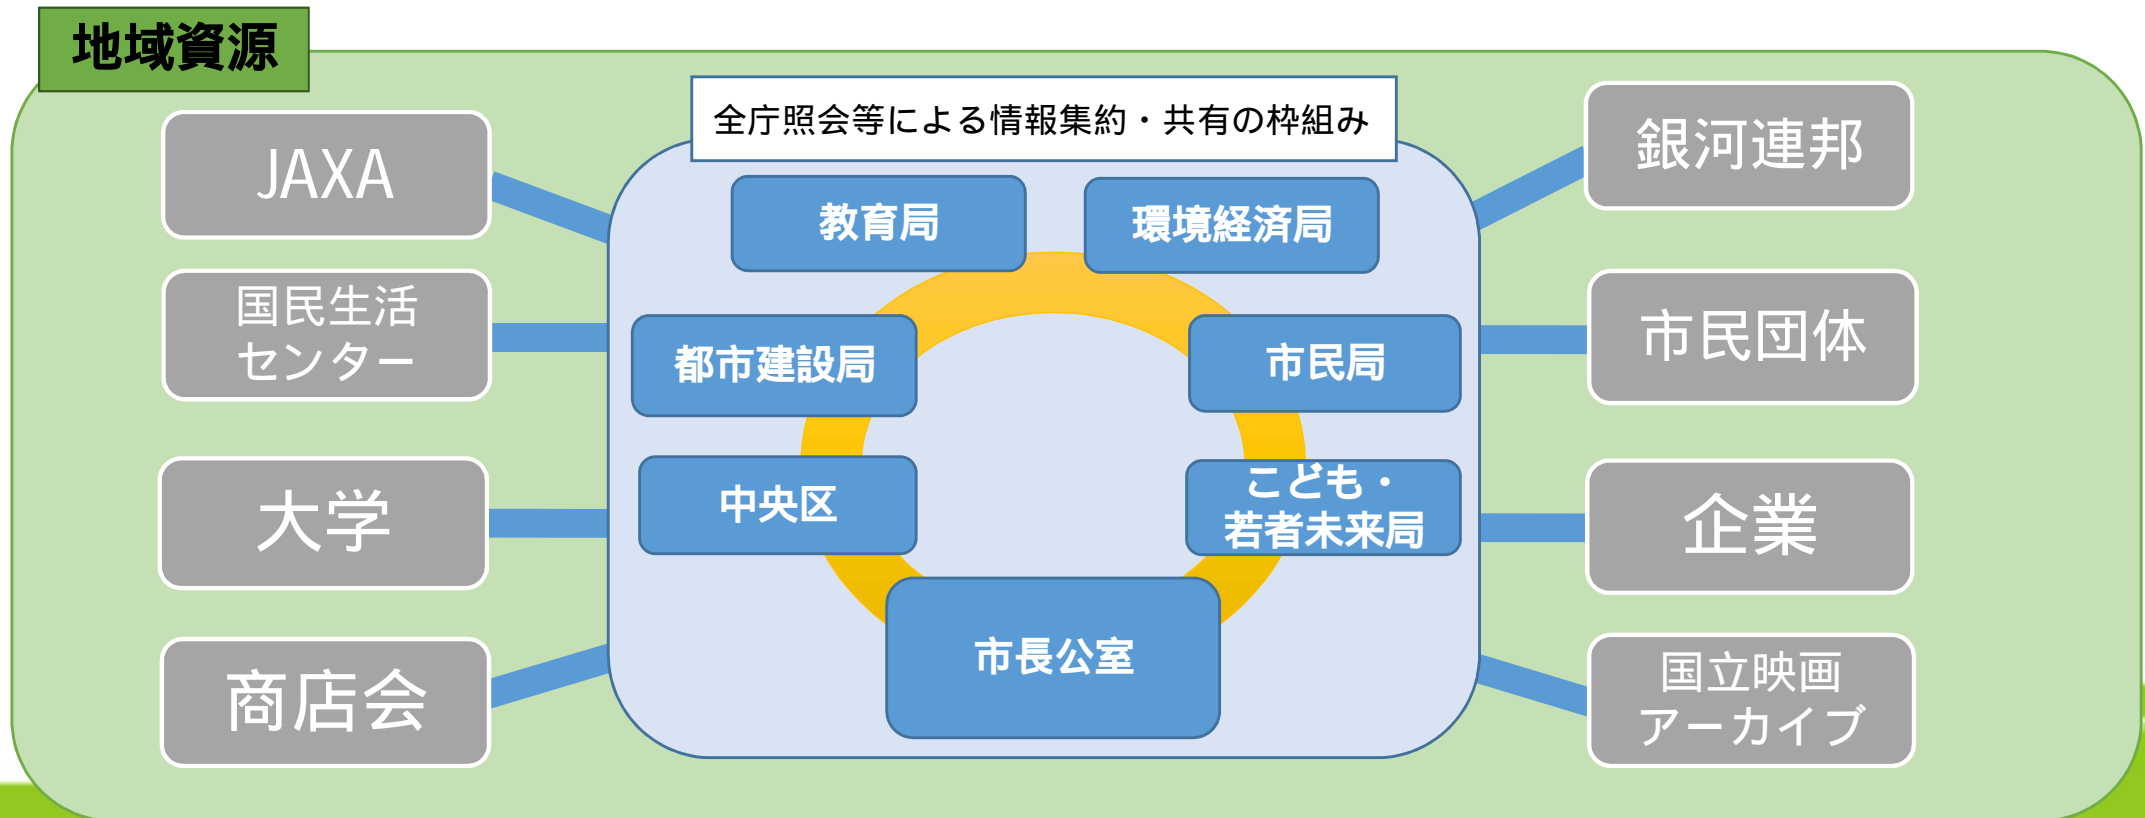 地域資源
全庁照会等による情報集約・共有の枠組み
JAXA
国民生活
センター
大学
商店会
教育局
環境経済局
都市建設局
市民局
中央区
こども・
若者未来局
市長公室
銀河連邦
市民団体
企業
国立映画
アーカイブ